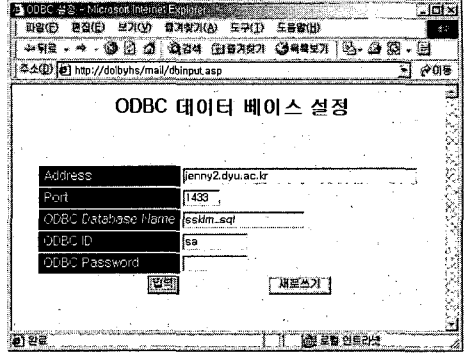 ODBC 설정 - Microsoft Internet Explorer
파일(F) 편집(E) 보기(V) 즐겨찾기(A) 도구(T) 도움말(H)
뒤로 검색 즐겨찾기 목록보기
주소(D) http://dolbyhs/mail/dbinput.asp 이동
ODBC 데이터 베이스 설정
Address jenny2.dyu.ac.kr
Port 1433
ODBC Database Name ssklm_sql
ODBC ID sa
ODBC Password
입력 새로쓰기
완료 로컬 인트라넷